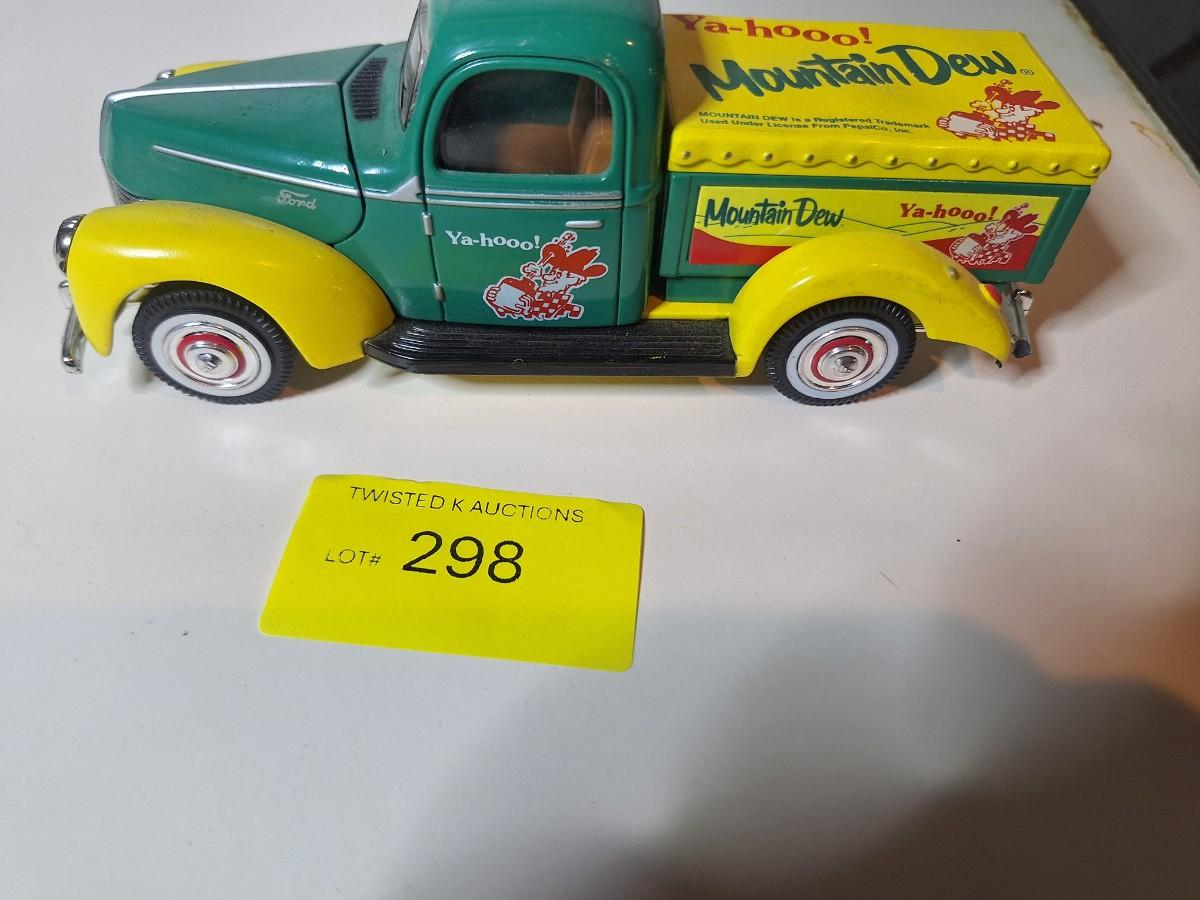 Ya-hooo!
Mountain Dew®
MOUNTAIN DEW is a Registered Trademark
Used Under License From PepsiCo, Inc.
Mountain Dew
Ya-hooo!
Ford
Ya-hooo!
TWISTED K AUCTIONS
LOT# 298